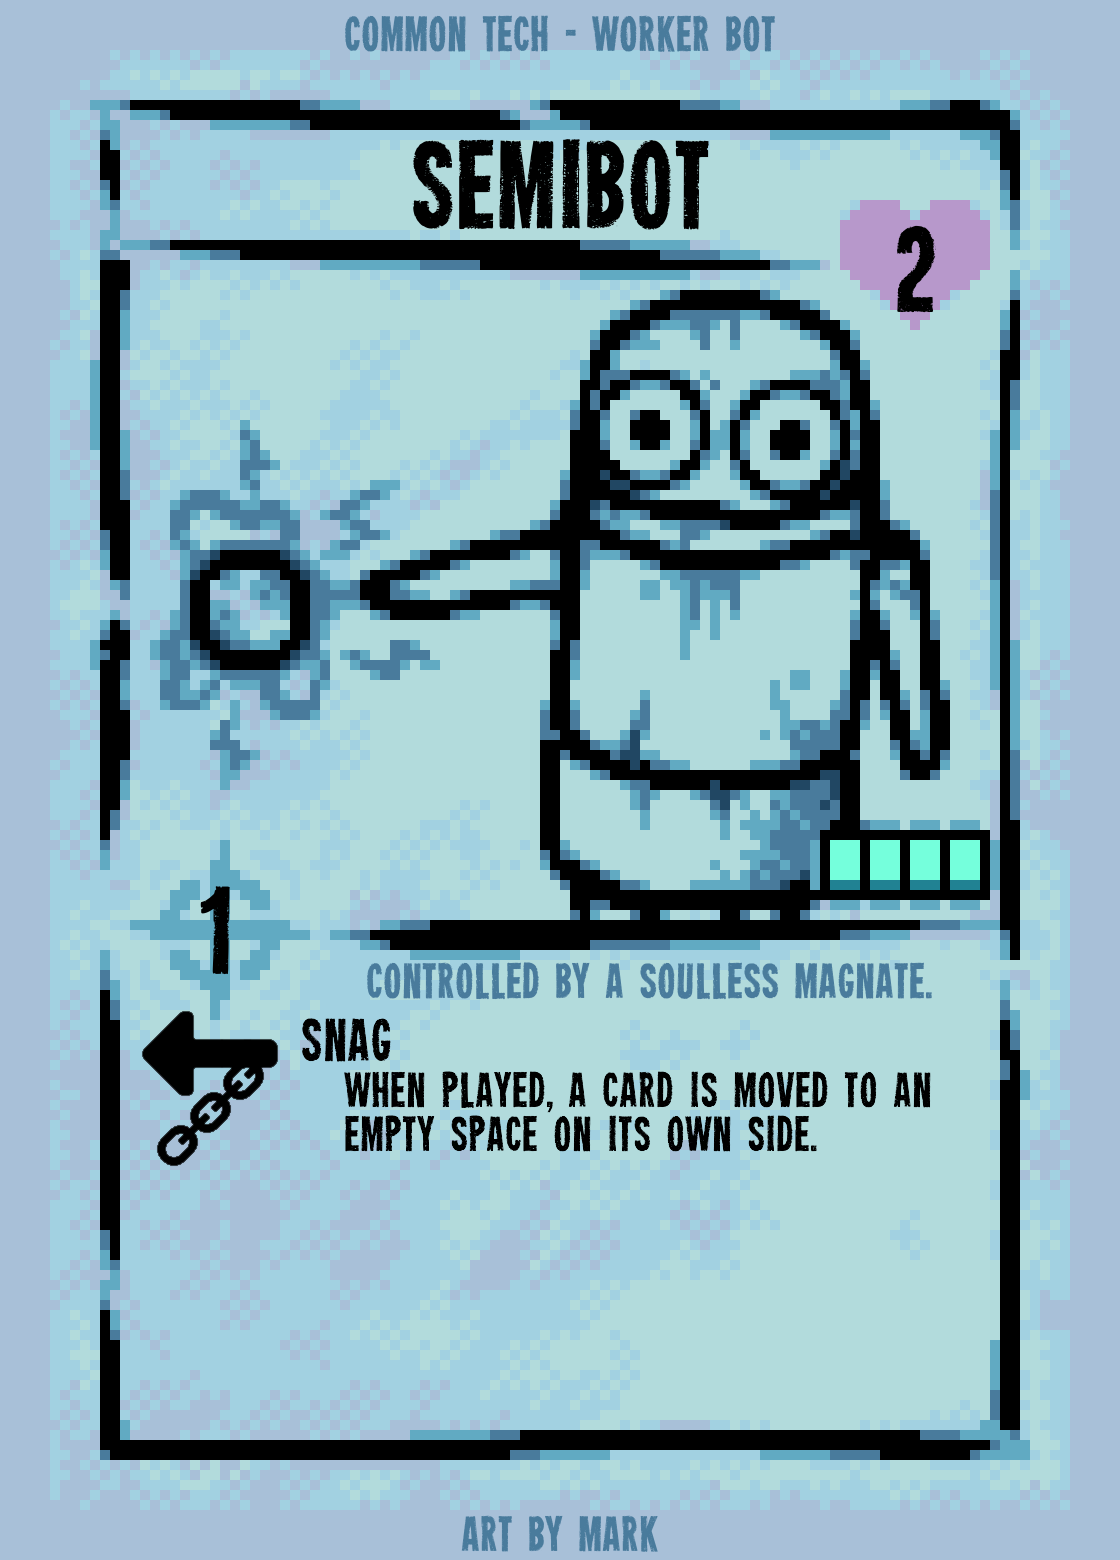 COMMON TECH - WORKER BOT
SEMIBOT
2
1
CONTROLLED BY A SOULLESS MAGNATE.
SNAG
WHEN PLAYED, A CARD IS MOVED TO AN
EMPTY SPACE ON ITS OWN SIDE.
ART BY MARK